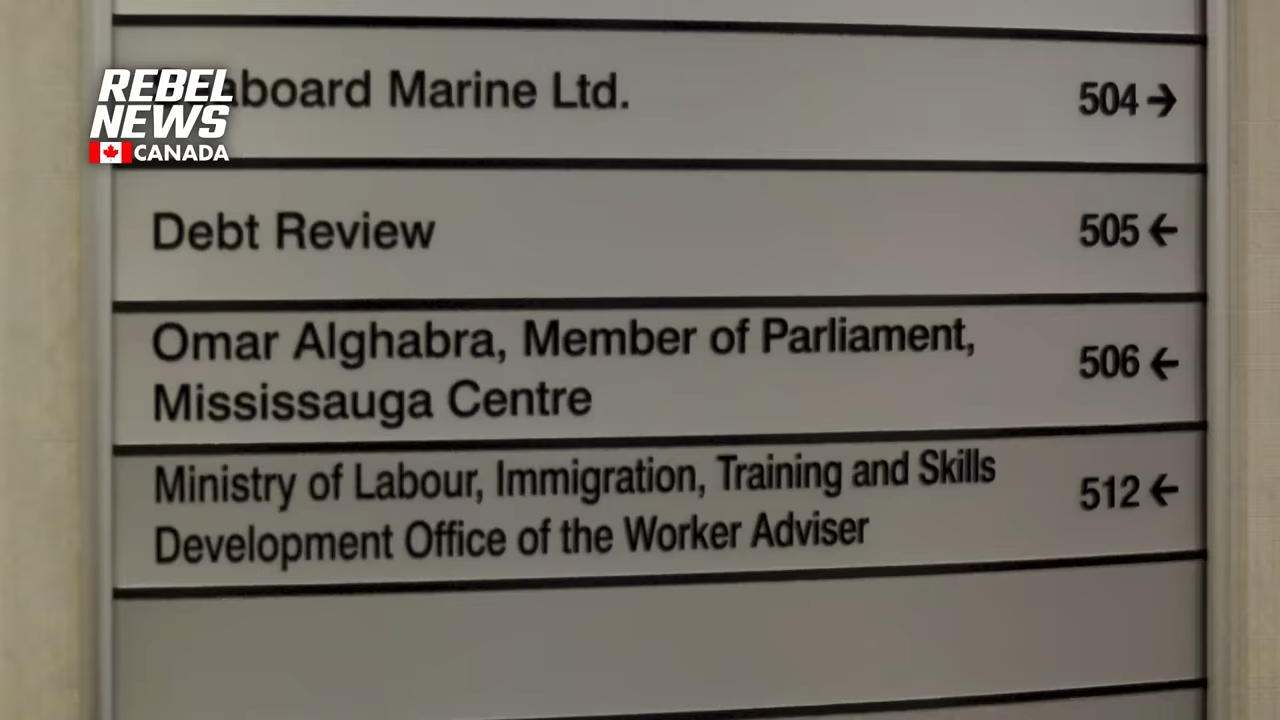 REBEL
NEWS
CANADA
aboard Marine Ltd. 504 →
Debt Review 505 ←
Omar Alghabra, Member of Parliament,
Mississauga Centre 506 ←
Ministry of Labour, Immigration, Training and Skills
Development Office of the Worker Adviser 512 ←